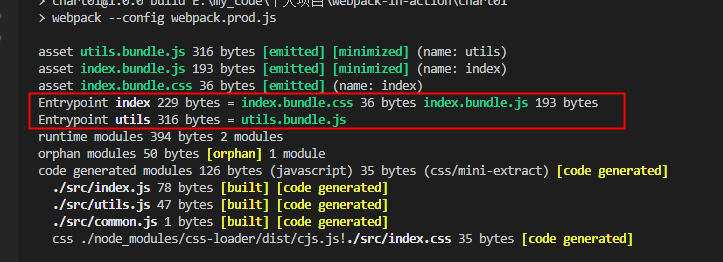 > chart01@1.0.0 build E:\my_code\个人项目\webpack-in-action\chart01
> webpack --config webpack.prod.js
asset utils.bundle.js 316 bytes [emitted] [minimized] (name: utils)
asset index.bundle.js 193 bytes [emitted] [minimized] (name: index)
asset index.bundle.css 36 bytes [emitted] (name: index)
Entrypoint index 229 bytes = index.bundle.css 36 bytes index.bundle.js 193 bytes
Entrypoint utils 316 bytes = utils.bundle.js
runtime modules 394 bytes 2 modules
orphan modules 50 bytes [orphan] 1 module
code generated modules 126 bytes (javascript) 35 bytes (css/mini-extract) [code generated]
./src/index.js 78 bytes [built] [code generated]
./src/utils.js 47 bytes [built] [code generated]
./src/common.js 1 bytes [built] [code generated]
css ./node_modules/css-loader/dist/cjs.js!./src/index.css 35 bytes [code generated]